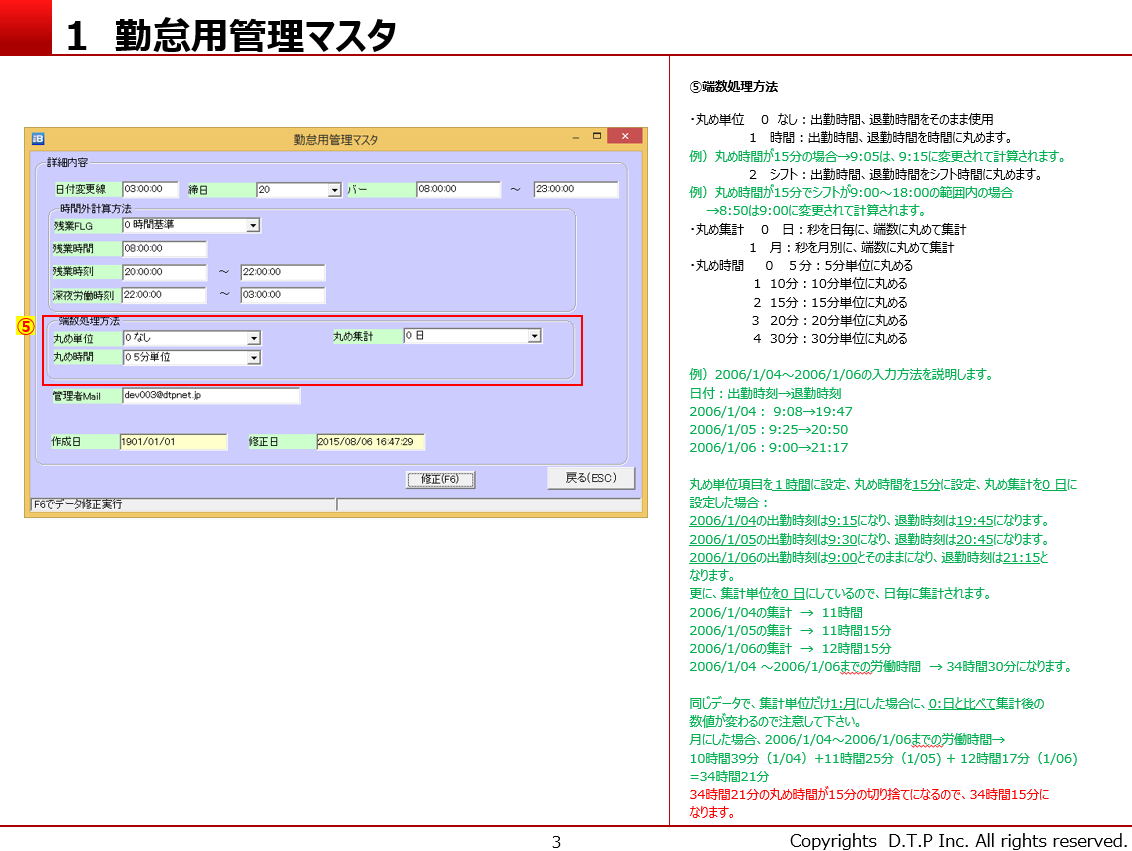 1 勤怠用管理マスタ
勤怠用管理マスタ
詳細内容
日付変更線 03:00:00 締日 20 バー 08:00:00 ～ 23:00:00
時間外計算方法
残業FLG 0 時間基準
残業時間 08:00:00
残業時刻 20:00:00 ～ 22:00:00
深夜労働時刻 22:00:00 ～ 03:00:00
⑤
端数処理方法
丸め単位 0 なし 丸め集計 0 日
丸め時間 0 5分単位
管理者Mail dev003@dtpnet.jp
作成日 1901/01/01 修正日 2015/08/06 16:47:29
修正(F6) 戻る(ESC)
F6でデータ修正実行
⑤端数処理方法
・丸め単位 0 なし：出勤時間、退勤時間をそのまま使用
1 時間：出勤時間、退勤時間を時間に丸めます。
例）丸め時間が15分の場合→9:05は、9:15に変更されて計算されます。
2 シフト：出勤時間、退勤時間をシフト時間に丸めます。
例）丸め時間が15分でシフトが9:00～18:00の範囲内の場合
→8:50は9:00に変更されて計算されます。
・丸め集計 0 日：秒を日毎に、端数に丸めて集計
1 月：秒を月別に、端数に丸めて集計
・丸め時間 0 ５分：5分単位に丸める
1 10分：10分単位に丸める
2 15分：15分単位に丸める
3 20分：20分単位に丸める
4 30分：30分単位に丸める
例）2006/1/04～2006/1/06の入力方法を説明します。
日付：出勤時刻→退勤時刻
2006/1/04： 9:08→19:47
2006/1/05：9:25→20:50
2006/1/06：9:00→21:17
丸め単位項目を１時間に設定、丸め時間を15分に設定、丸め集計を0 日に
設定した場合：
2006/1/04の出勤時刻は9:15になり、退勤時刻は19:45になります。
2006/1/05の出勤時刻は9:30になり、退勤時刻は20:45になります。
2006/1/06の出勤時刻は9:00とそのままになり、退勤時刻は21:15と
なります。
更に、集計単位を0 日にしているので、日毎に集計されます。
2006/1/04の集計 → 11時間
2006/1/05の集計 → 11時間15分
2006/1/06の集計 → 12時間15分
2006/1/04 ～2006/1/06までの労働時間 → 34時間30分になります。
同じデータで、集計単位だけ1:月にした場合に、0:日と比べて集計後の
数値が変わるので注意して下さい。
月にした場合、2006/1/04～2006/1/06までの労働時間→
10時間39分（1/04）+11時間25分（1/05) + 12時間17分（1/06)
=34時間21分
34時間21分の丸め時間が15分の切り捨てになるので、34時間15分に
なります。
3
Copyrights D.T.P Inc. All rights reserved.